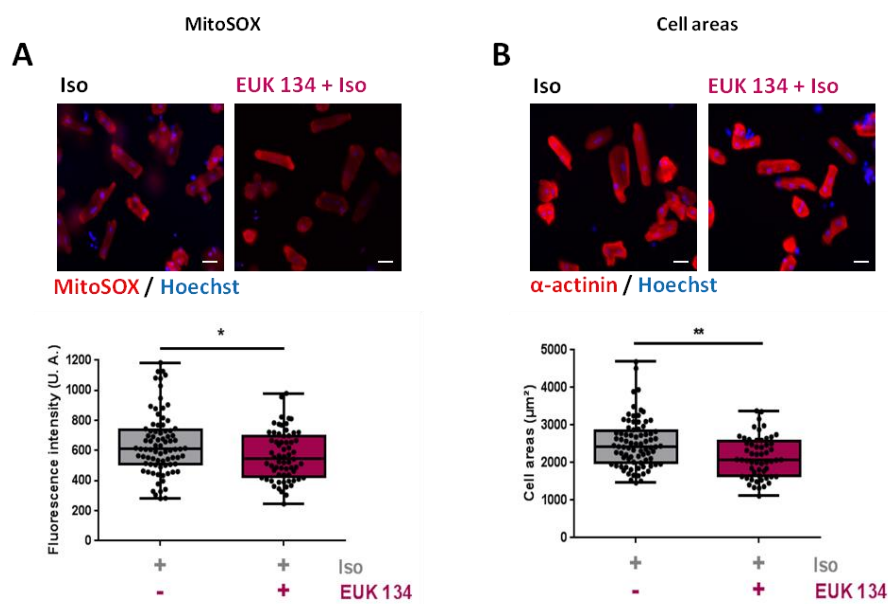 MitoSOX
A
Iso
EUK 134 + Iso
MitoSOX / Hoechst
Fluorescence intensity (U. A.)
1200
1000
800
600
400
200
0
*
+ + Iso
- + EUK 134
Cell areas
B
Iso
EUK 134 + Iso
α-actinin / Hoechst
Cell areas (µm²)
5000
4000
3000
2000
1000
0
**
+ + Iso
- + EUK 134